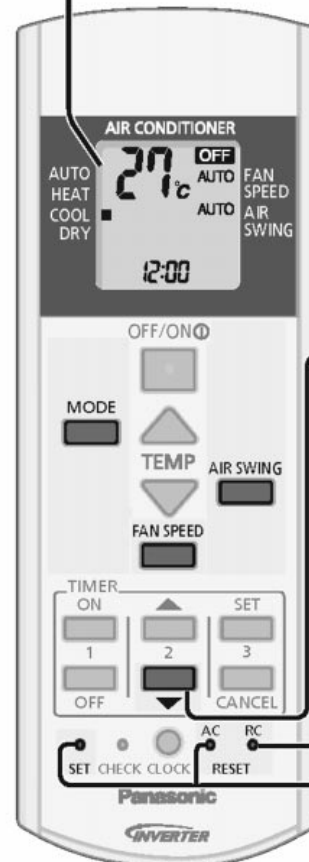 AIR CONDITIONER
OFF
27°C
AUTO
AUTO FAN SPEED
HEAT
COOL
AUTO AIR SWING
DRY
12:00
OFF/ON
MODE
TEMP
AIR SWING
FAN SPEED
TIMER
ON ▲ SET
1 2 3
OFF ▼ CANCEL
AC RC
SET CHECK CLOCK RESET
Panasonic
INVERTER